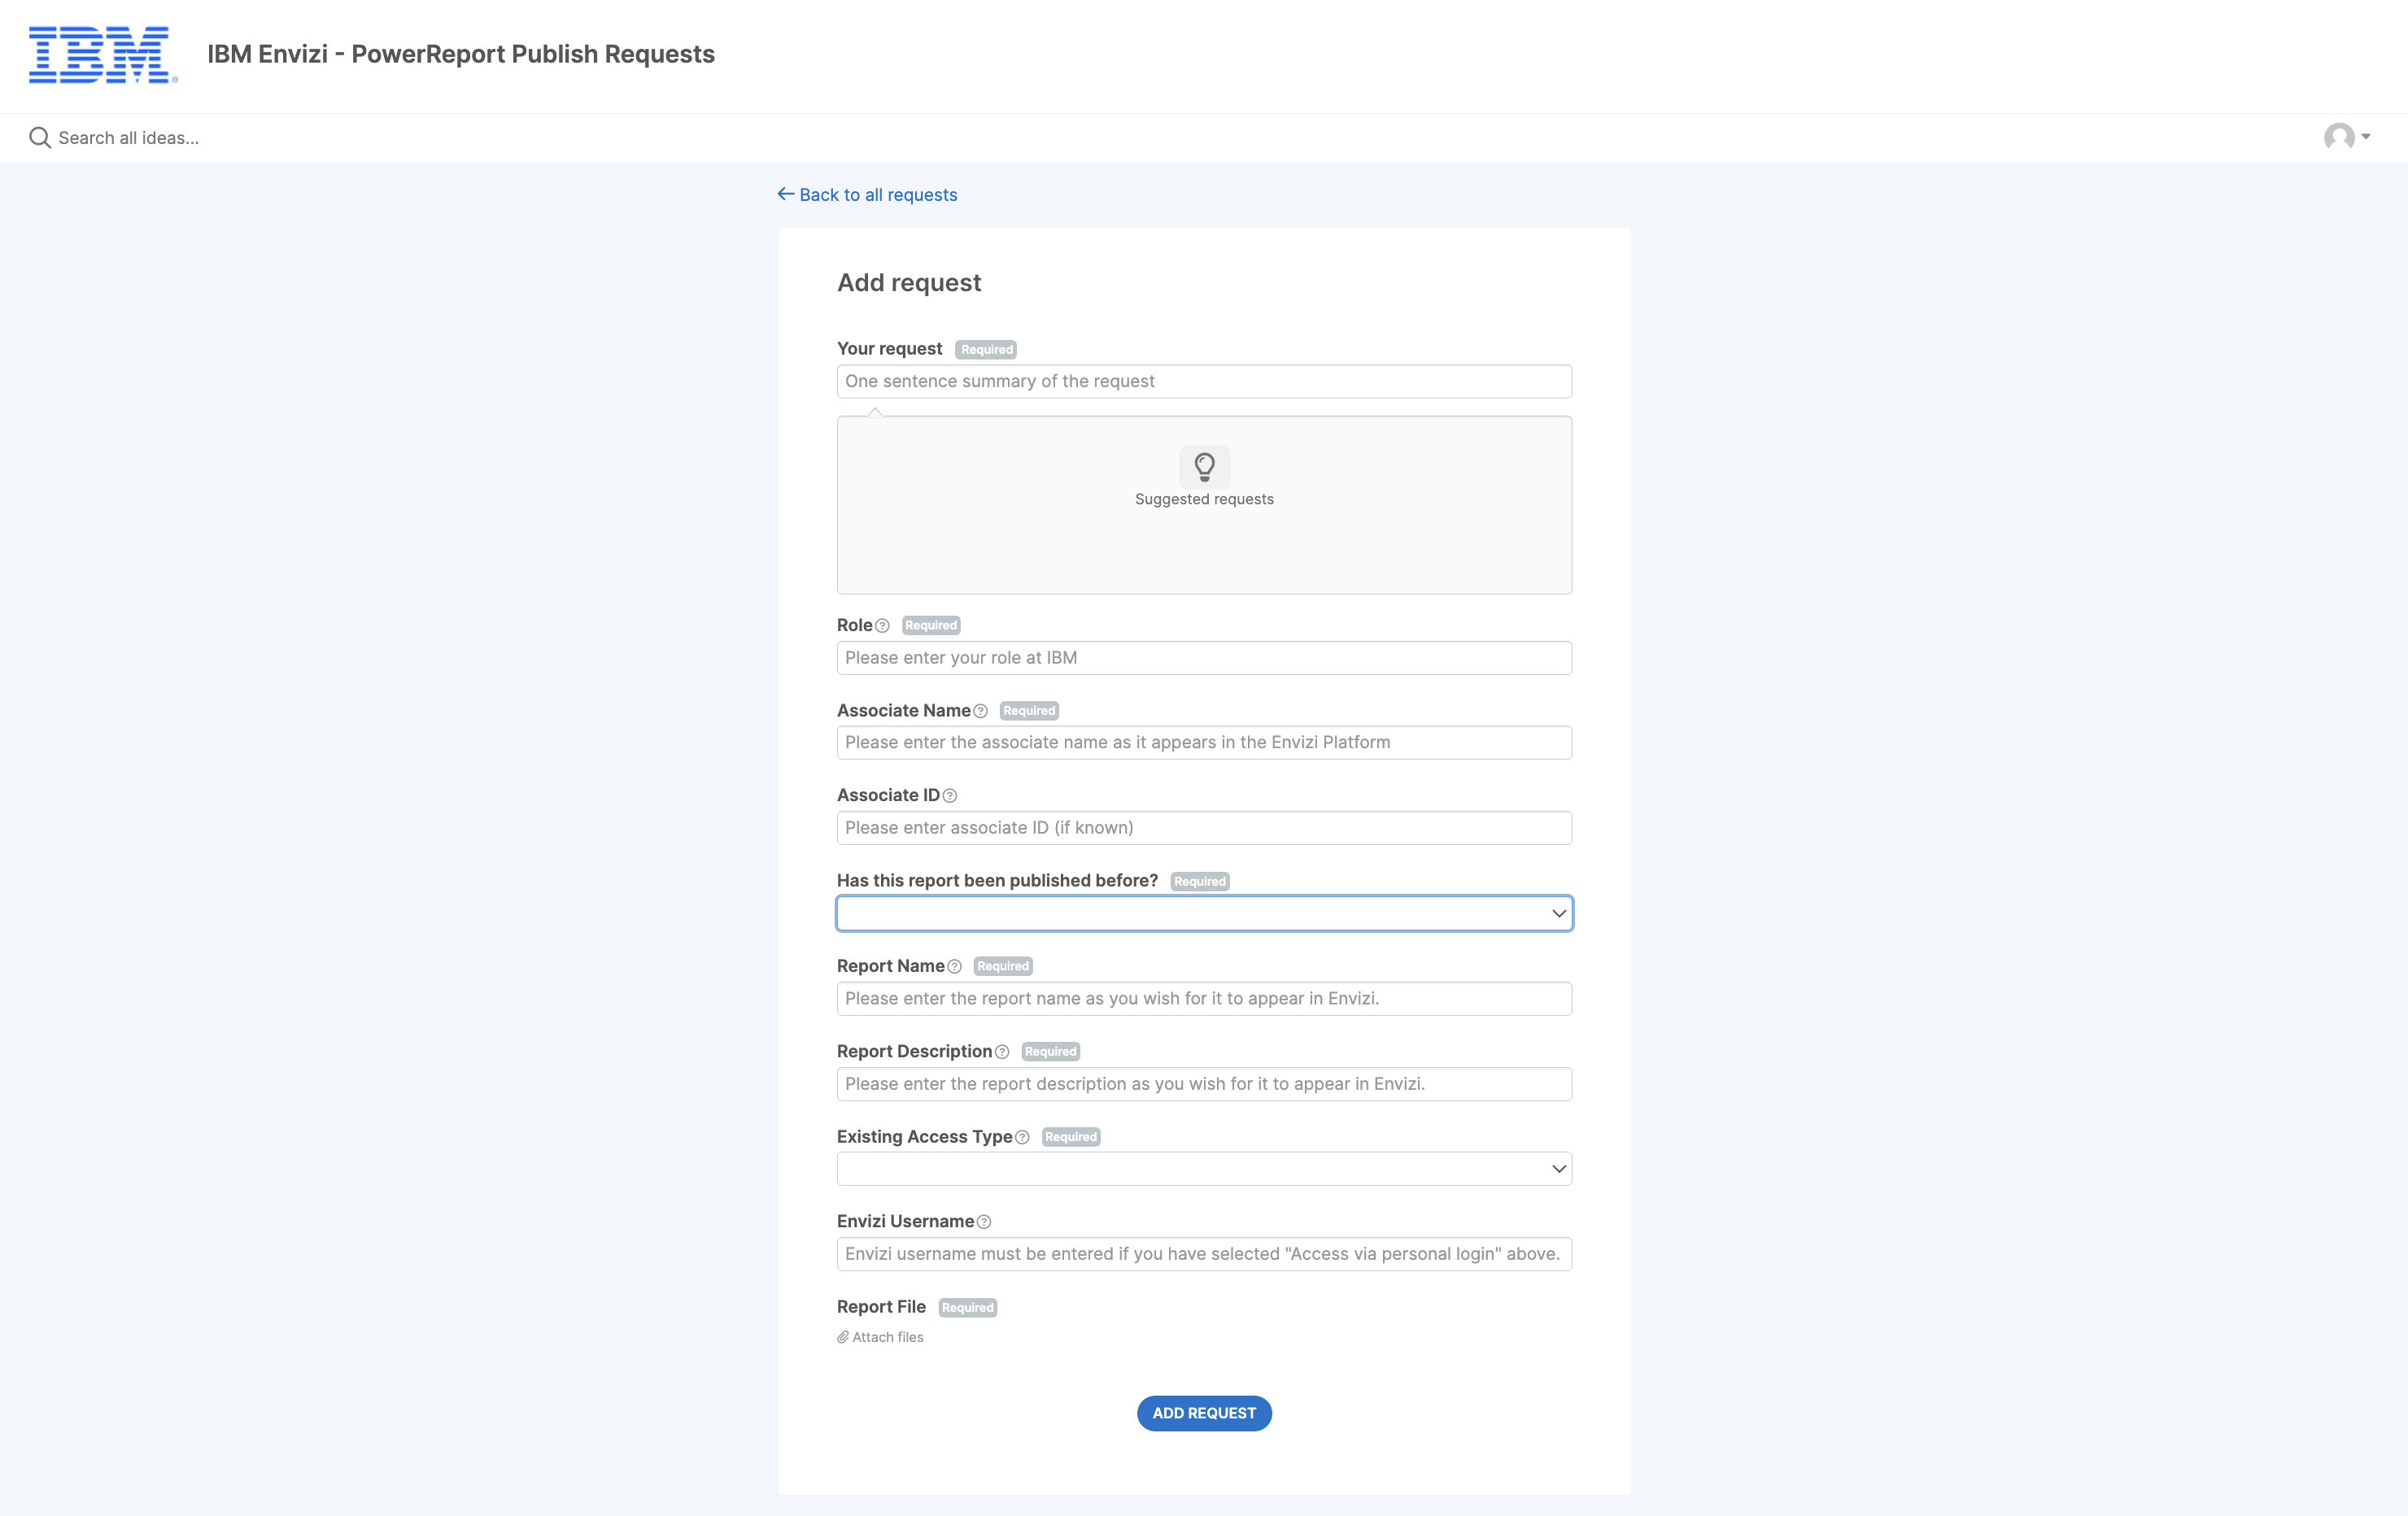 IBM
IBM Envizi - PowerReport Publish Requests
Search all ideas...
Back to all requests
Add request
Your request Required
One sentence summary of the request
Suggested requests
Role Required
Please enter your role at IBM
Associate Name Required
Please enter the associate name as it appears in the Envizi Platform
Associate ID
Please enter associate ID (if known)
Has this report been published before? Required
Report Name Required
Please enter the report name as you wish for it to appear in Envizi.
Report Description Required
Please enter the report description as you wish for it to appear in Envizi.
Existing Access Type Required
Envizi Username
Envizi username must be entered if you have selected "Access via personal login" above.
Report File Required
Attach files
ADD REQUEST